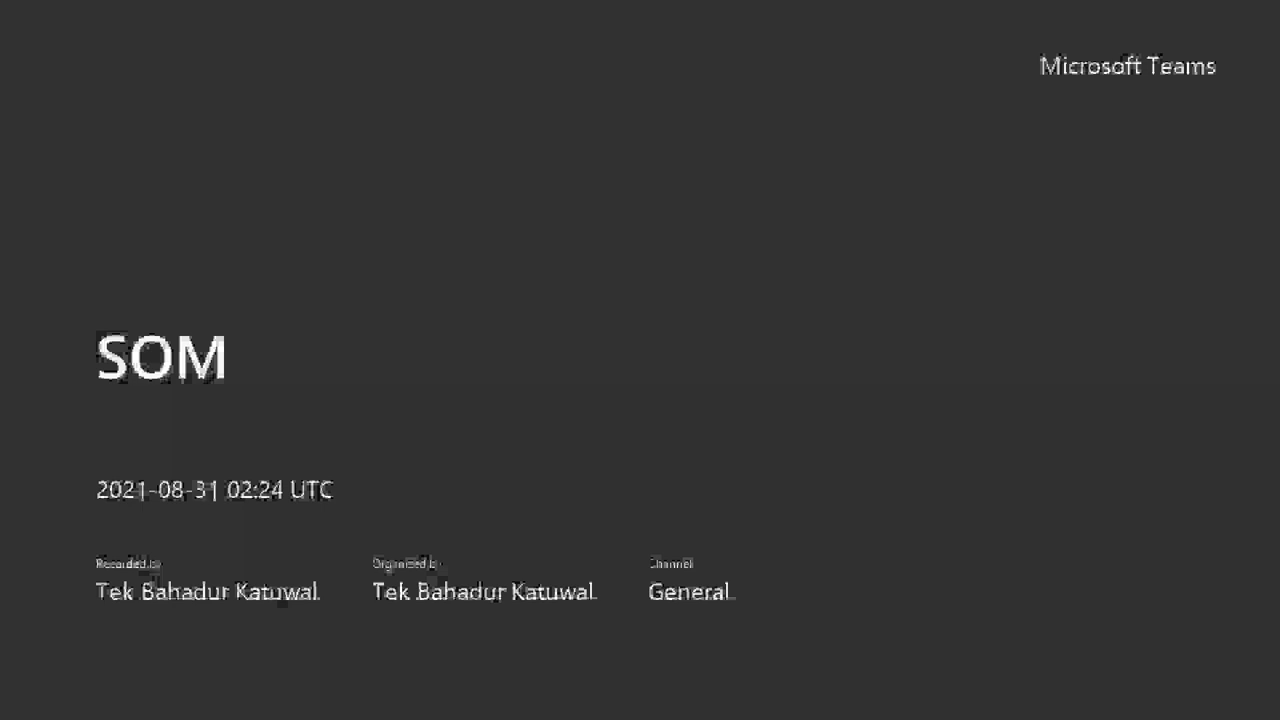 Microsoft Teams
SOM
2021-08-31 02:24 UTC
Recorded by Organized by Channel
Tek Bahadur Katuwal Tek Bahadur Katuwal General